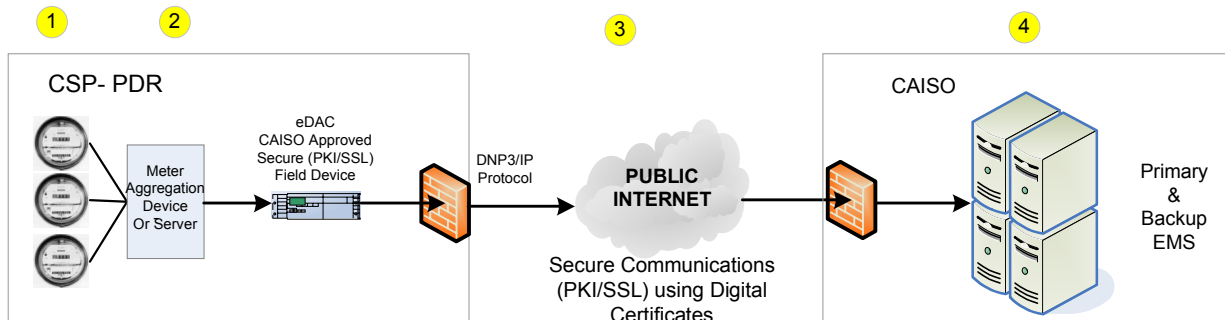 1
2
3
4
CSP- PDR
Meter
Aggregation
Device
Or Server
eDAC
CAISO Approved
Secure (PKI/SSL)
Field Device
DNP3/IP
Protocol
PUBLIC
INTERNET
Secure Communications
(PKI/SSL) using Digital
Certificates
CAISO
Primary
&
Backup
EMS